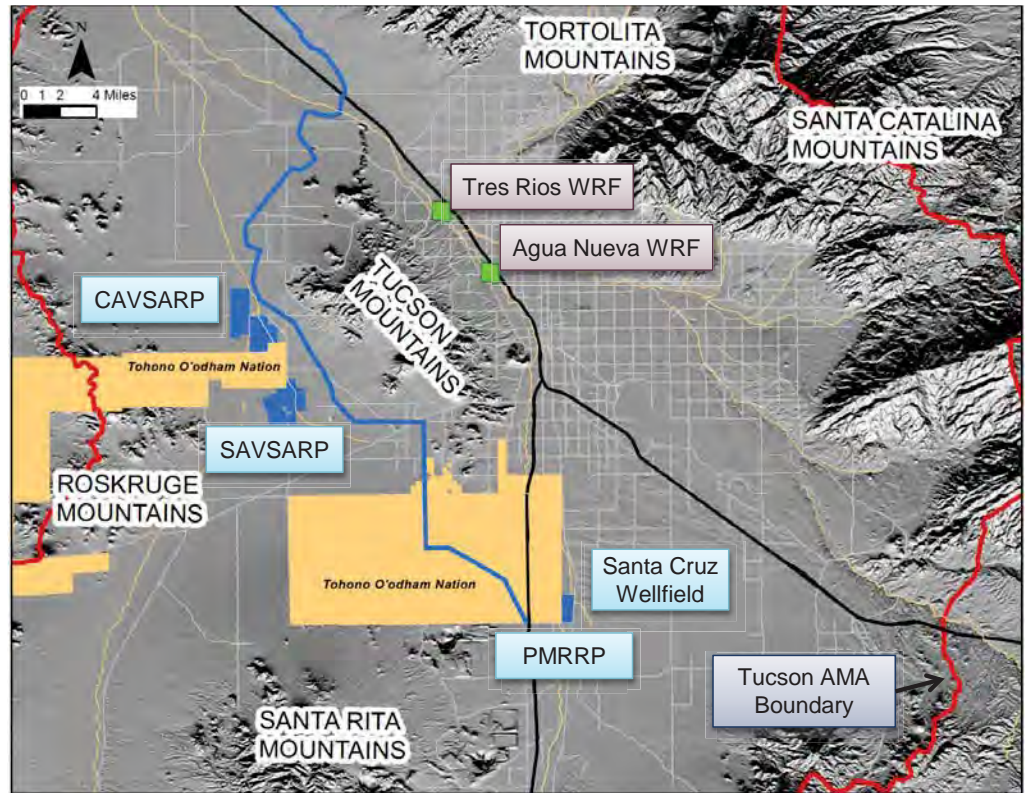 N
0 1 2 4 Miles
TORTOLITA
MOUNTAINS
SANTA CATALINA
MOUNTAINS
Tres Rios WRF
Agua Nueva WRF
TUCSON
MOUNTAINS
CAVSARP
Tohono O'odham Nation
SAVSARP
ROSKRUGE
MOUNTAINS
Tohono O'odham Nation
Santa Cruz
Wellfield
PMRRP
Tucson AMA
Boundary
SANTA RITA
MOUNTAINS